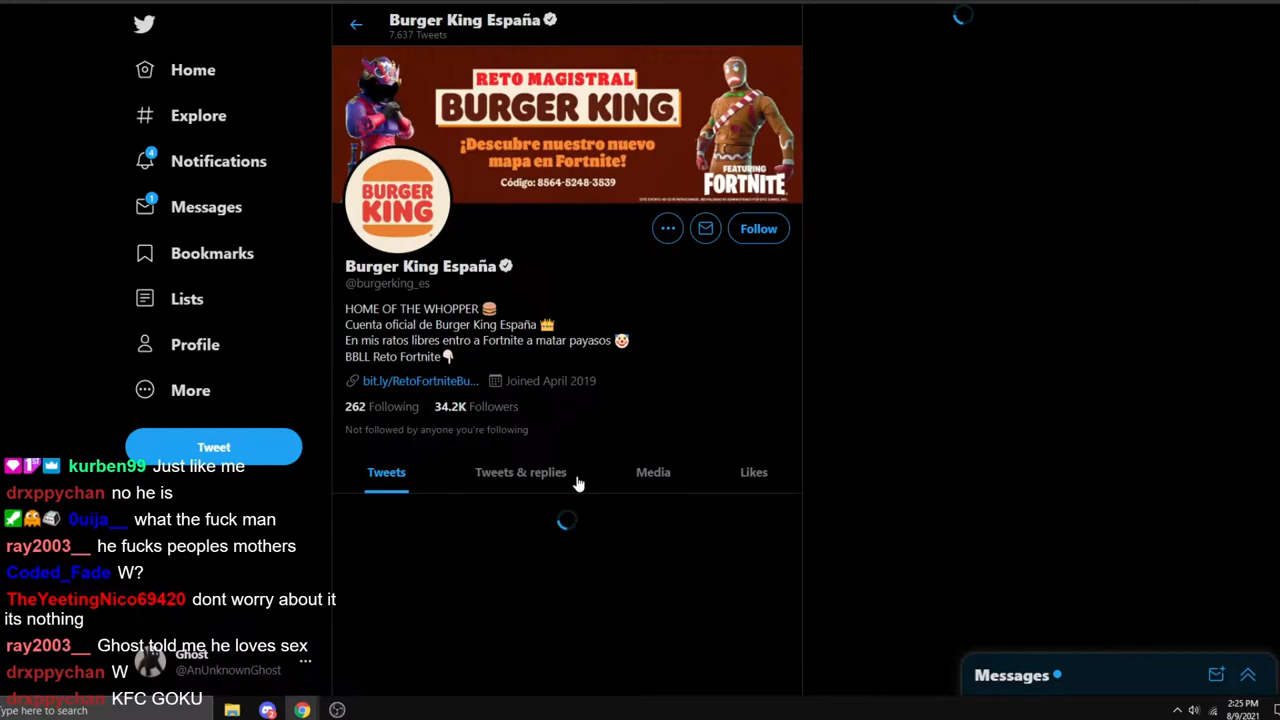 Burger King España
7,637 Tweets
Home
Explore
4
Notifications
1
Messages
Bookmarks
Lists
Profile
More
Tweet
RETO MAGISTRAL
BURGER KING
¡Descubre nuestro nuevo
mapa en Fortnite!
Código: 8564-5248-3539
FEATURING
FORTNITE
BURGER
KING
Follow
Burger King España
@burgerking_es
HOME OF THE WHOPPER 🍔
Cuenta oficial de Burger King España 👑
En mis ratos libres entro a Fortnite a matar payasos 🤡
BBLL Reto Fortnite👇
bit.ly/RetoFortniteBu... Joined April 2019
262 Following 34.2K Followers
Not followed by anyone you're following
Tweets Tweets & replies Media Likes
kurben99 Just like me
drxppychan no he is
0uija__ what the fuck man
ray2003__ he fucks peoples mothers
Coded_Fade W?
TheYeetingNico69420 dont worry about it
its nothing
ray2003__ Ghost told me he loves sex
drxppychan W
drxppychan KFC GOKU
Ghost
@AnUnknownGhost
Messages
Type here to search
2:25 PM
8/9/2021